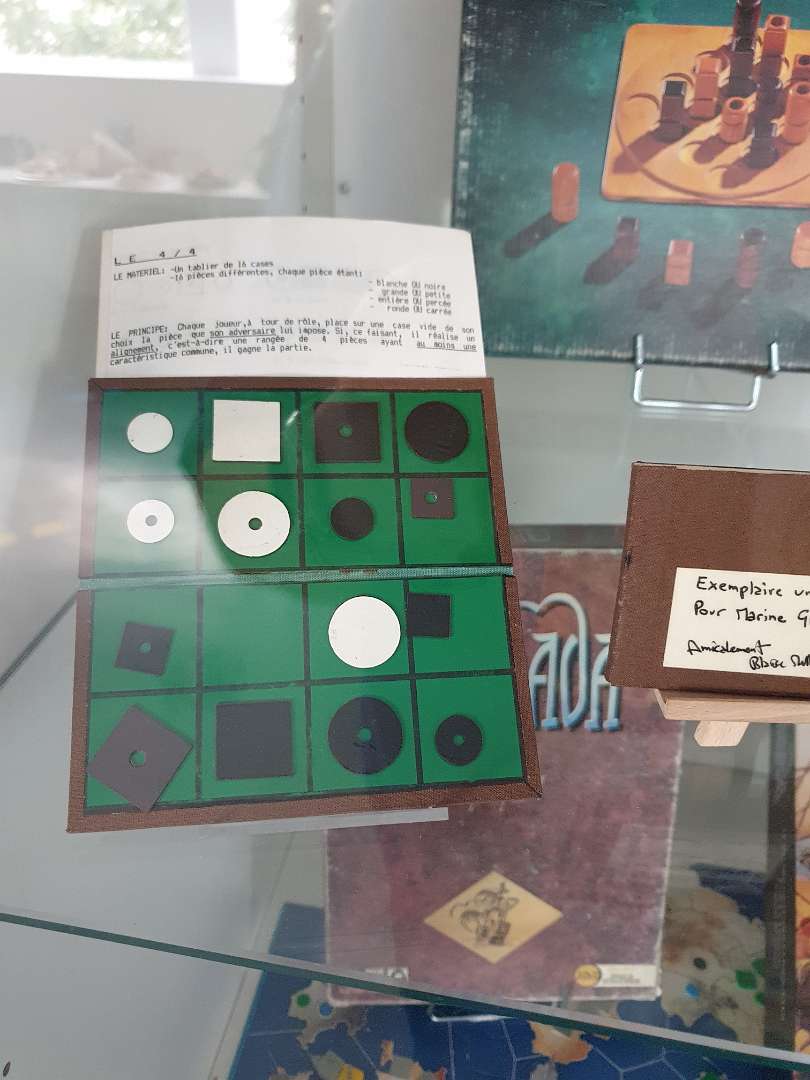 LE 4/4
LE MATERIEL: -Un tablier de 16 cases
-16 pièces différentes, chaque pièce étant:
- blanche OU noire
- grande OU petite
- entière OU percée
- ronde OU carrée
LE PRINCIPE: Chaque joueur, à tour de rôle, place sur une case vide de son
choix la pièce que son adversaire lui impose. Si, ce faisant, il réalise un
alignement, c'est-à-dire une rangée de 4 pièces ayant au moins une
caractéristique commune, il gagne la partie.
Exemplaire un
Pour Marine G
Amicalement